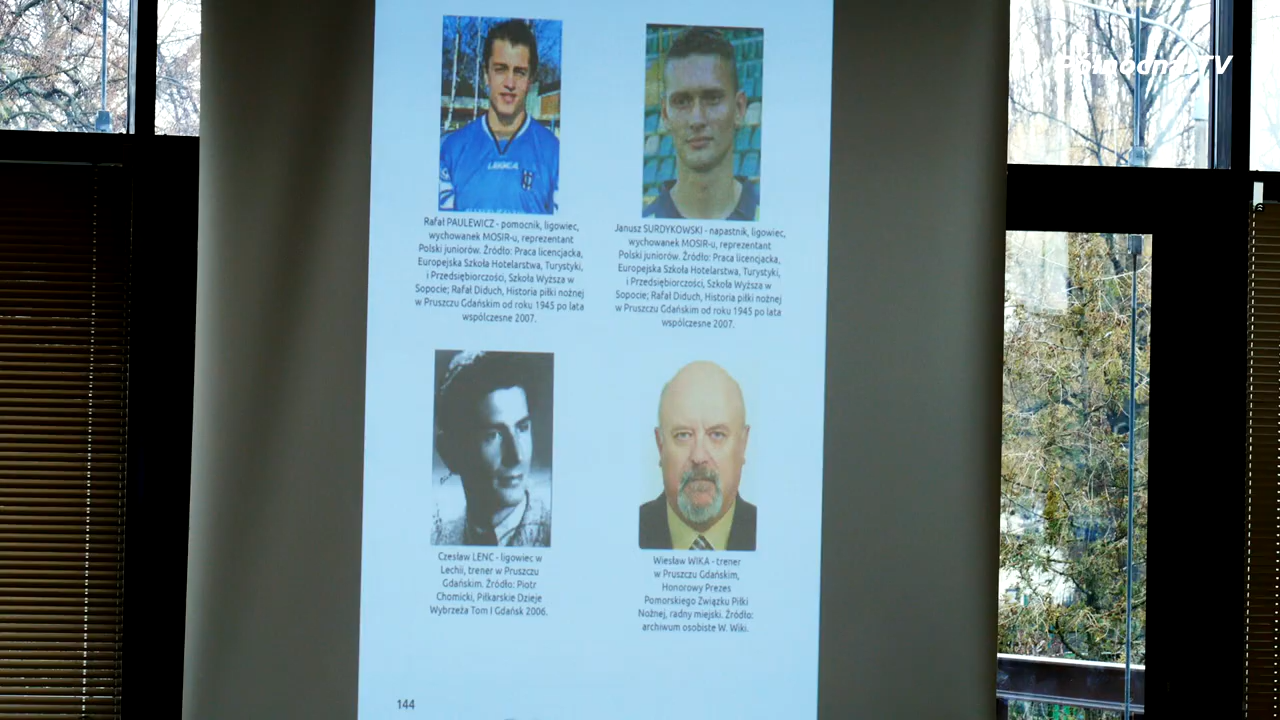 Północna.TV
LEGICA
Rafał PAULEWICZ - pomocnik, ligowiec,
wychowanek MOSIR-u, reprezentant
Polski juniorów. Źródło: Praca licencjacka,
Europejska Szkoła Hotelarstwa, Turystyki,
i Przedsiębiorczości, Szkoła Wyższa w
Sopocie; Rafał Diduch, Historia piłki nożnej
w Pruszczu Gdańskim od roku 1945 po lata
współczesne 2007.
Janusz SURDYKOWSKI - napastnik, ligowiec,
wychowanek MOSIR-u, reprezentant
Polski juniorów. Źródło: Praca licencjacka,
Europejska Szkoła Hotelarstwa, Turystyki,
i Przedsiębiorczości, Szkoła Wyższa w
Sopocie; Rafał Diduch, Historia piłki nożnej
w Pruszczu Gdańskim od roku 1945 po lata
współczesne 2007.
Czesław LENC - ligowiec w
Lechii, trener w Pruszczu
Gdańskim. Źródło: Piotr
Chomicki, Piłkarskie Dzieje
Wybrzeża Tom I Gdańsk 2006.
Wiesław WIKA - trener
w Pruszczu Gdańskim,
Honorowy Prezes
Pomorskiego Związku Piłki
Nożnej, radny miejski. Źródło:
archiwum osobiste W. Wiki.
144